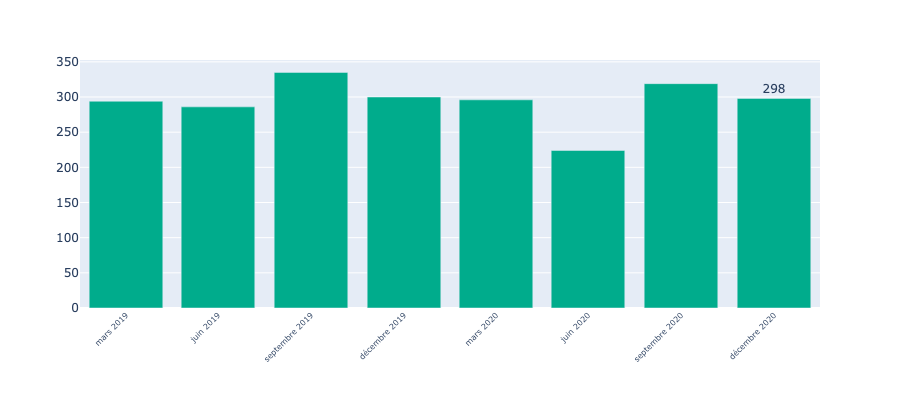 350
300
250
200
150
100
50
0
298
mars 2019
juin 2019
septembre 2019
décembre 2019
mars 2020
juin 2020
septembre 2020
décembre 2020